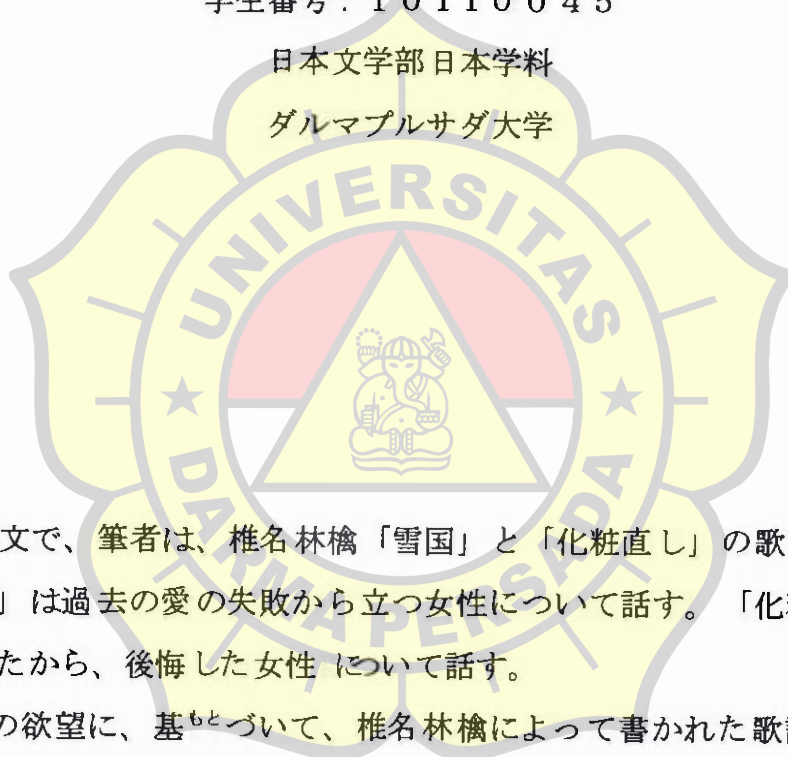 学生番号：１０１１００４５
日本文学部日本学科
ダルマプルサダ大学
UNIVERSITAS
DARMA PERSADA
文で、筆者は、椎名林檎「雪国」と「化粧直し」の歌
」は過去の愛の失敗から立つ女性について話す。「化
たから、後悔した女性 について話す。
の欲望に、基もとづいて、椎名林檎によって書かれた歌